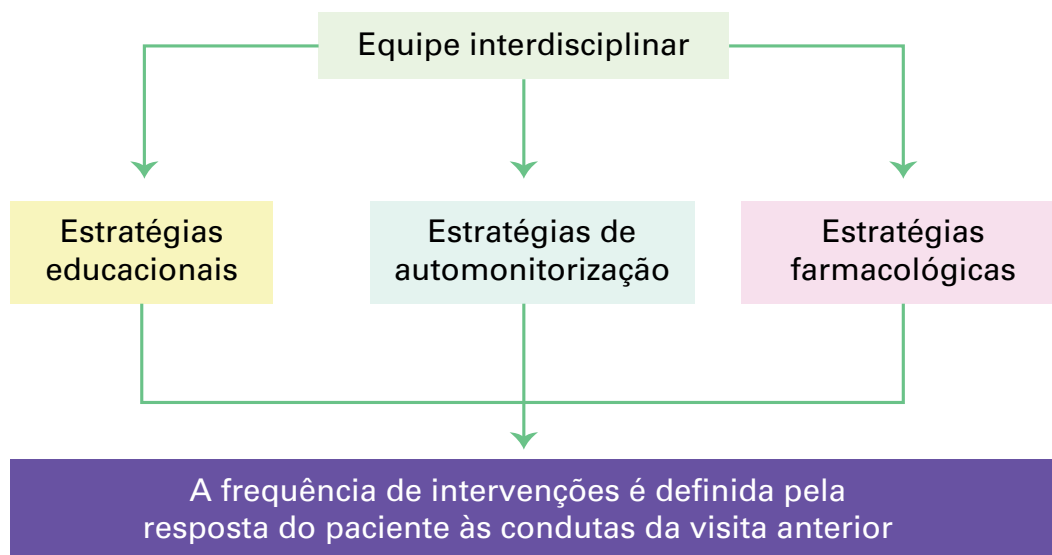 Equipe interdisciplinar
Estratégias
educacionais
Estratégias de
automonitorização
Estratégias
farmacológicas
A frequência de intervenções é definida pela
resposta do paciente às condutas da visita anterior